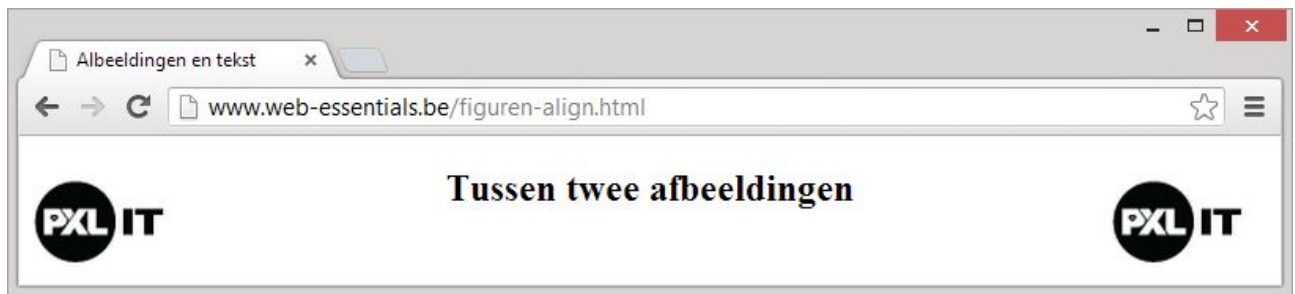 Albeeldingen en tekst
www.web-essentials.be/figuren-align.html
Tussen twee afbeeldingen
PXL IT
PXL IT